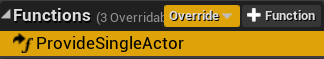 Functions (3 Overridab Override + Function
ProvideSingleActor